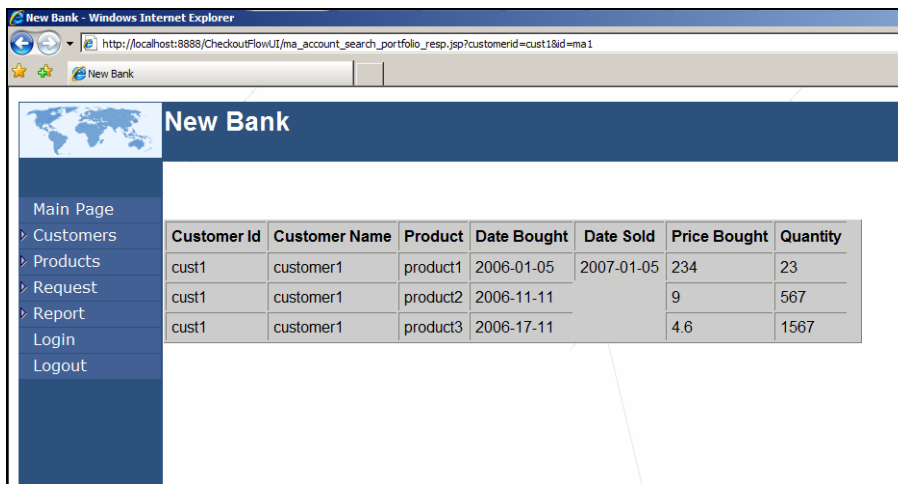 New Bank - Windows Internet Explorer
http://localhost:8888/CheckoutFlowUI/ma_account_search_portfolio_resp.jsp?customerid=cust1&id=ma1
New Bank
New Bank
Main Page
Customers
Products
Request
Report
Login
Logout
Customer Id Customer Name Product Date Bought Date Sold Price Bought Quantity
cust1 customer1 product1 2006-01-05 2007-01-05 234 23
cust1 customer1 product2 2006-11-11 9 567
cust1 customer1 product3 2006-17-11 4.6 1567